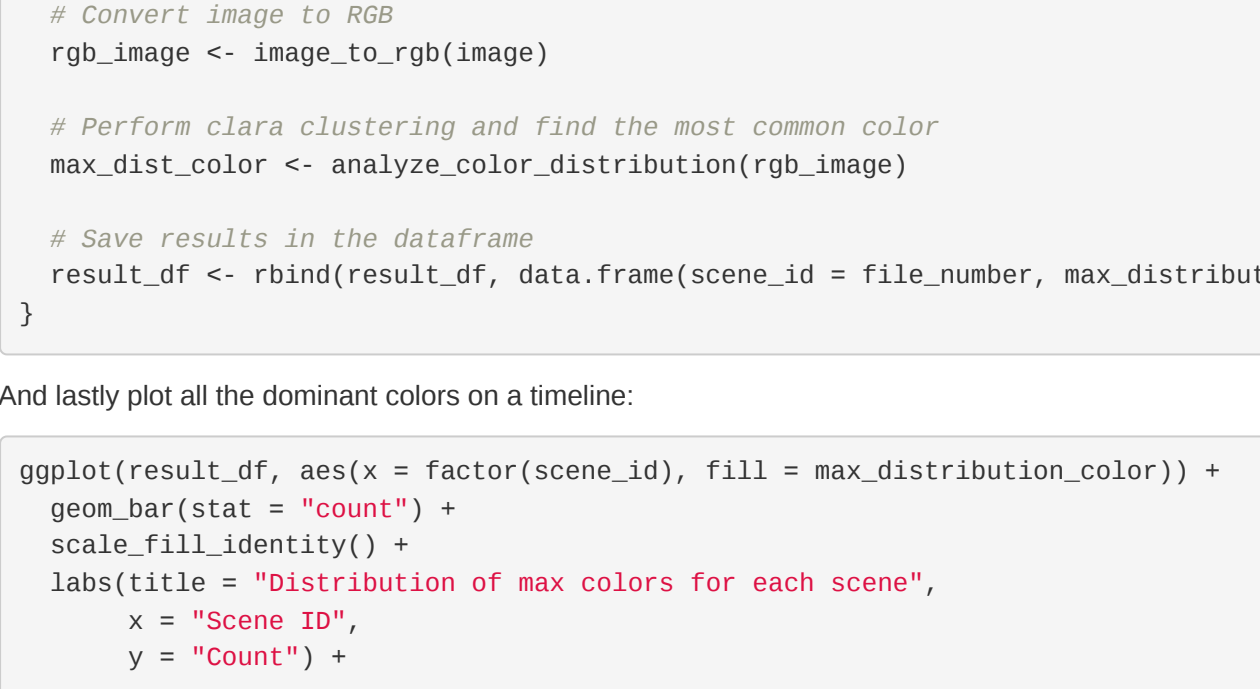 # Convert image to RGB
rgb_image <- image_to_rgb(image)
# Perform clara clustering and find the most common color
max_dist_color <- analyze_color_distribution(rgb_image)
# Save results in the dataframe
result_df <- rbind(result_df, data.frame(scene_id = file_number, max_distribut
}
And lastly plot all the dominant colors on a timeline:
ggplot(result_df, aes(x = factor(scene_id), fill = max_distribution_color)) +
geom_bar(stat = "count") +
scale_fill_identity() +
labs(title = "Distribution of max colors for each scene",
x = "Scene ID",
y = "Count") +